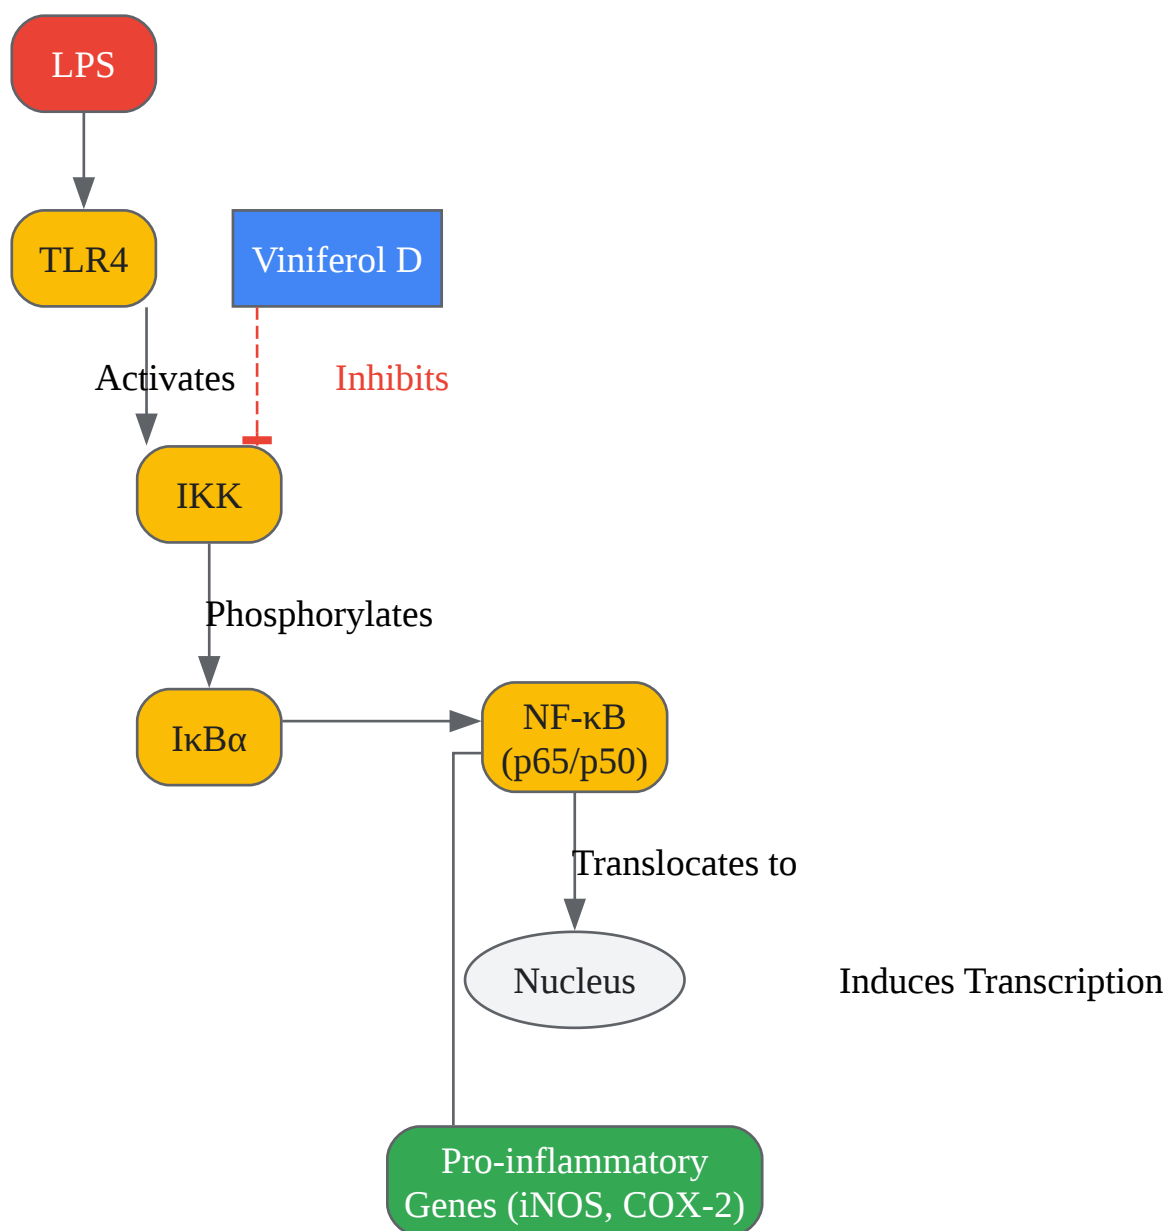 LPS
TLR4
Viniferol D
Activates
Inhibits
IKK
Phosphorylates
IκBα
NF-κB
(p65/p50)
Translocates to
Nucleus
Induces Transcription
Pro-inflammatory
Genes (iNOS, COX-2)